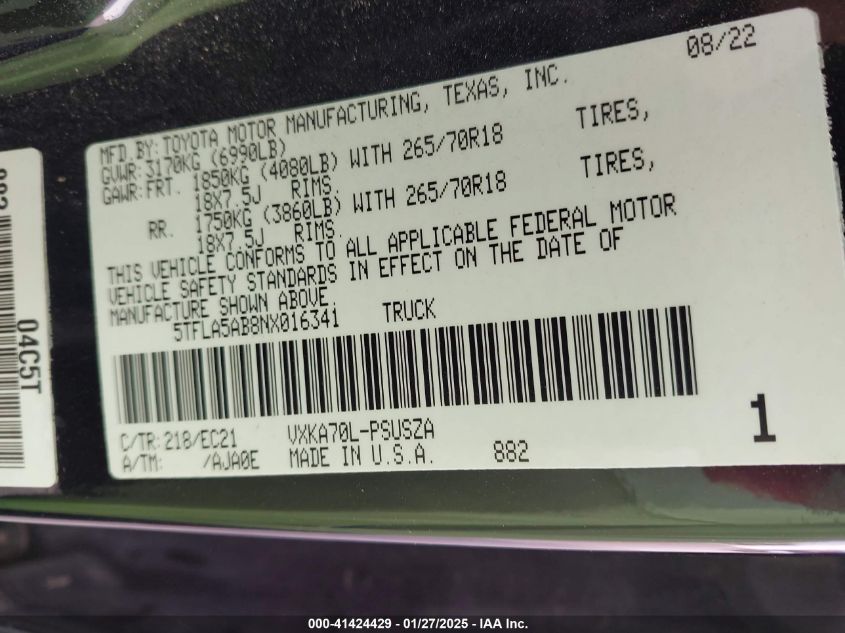 08/22
MFD.BY:TOYOTA MOTOR MANUFACTURING, TEXAS, INC.
GVWR:3170KG (6990LB)
GAWR:FRT. 1850KG (4080LB) WITH 265/70R18 TIRES,
18X7.5J RIMS.
RR. 1750KG (3860LB) WITH 265/70R18 TIRES,
18X7.5J RIMS.
THIS VEHICLE CONFORMS TO ALL APPLICABLE FEDERAL MOTOR
VEHICLE SAFETY STANDARDS IN EFFECT ON THE DATE OF
MANUFACTURE SHOWN ABOVE.
5TFLA5AB8NX016341 TRUCK
C/TR:218/EC21 VXKA70L-PSUSZA
A/TM: /AJA0E MADE IN U.S.A. 882
1
04C5T
000-41424429 - 01/27/2025 - IAA Inc.